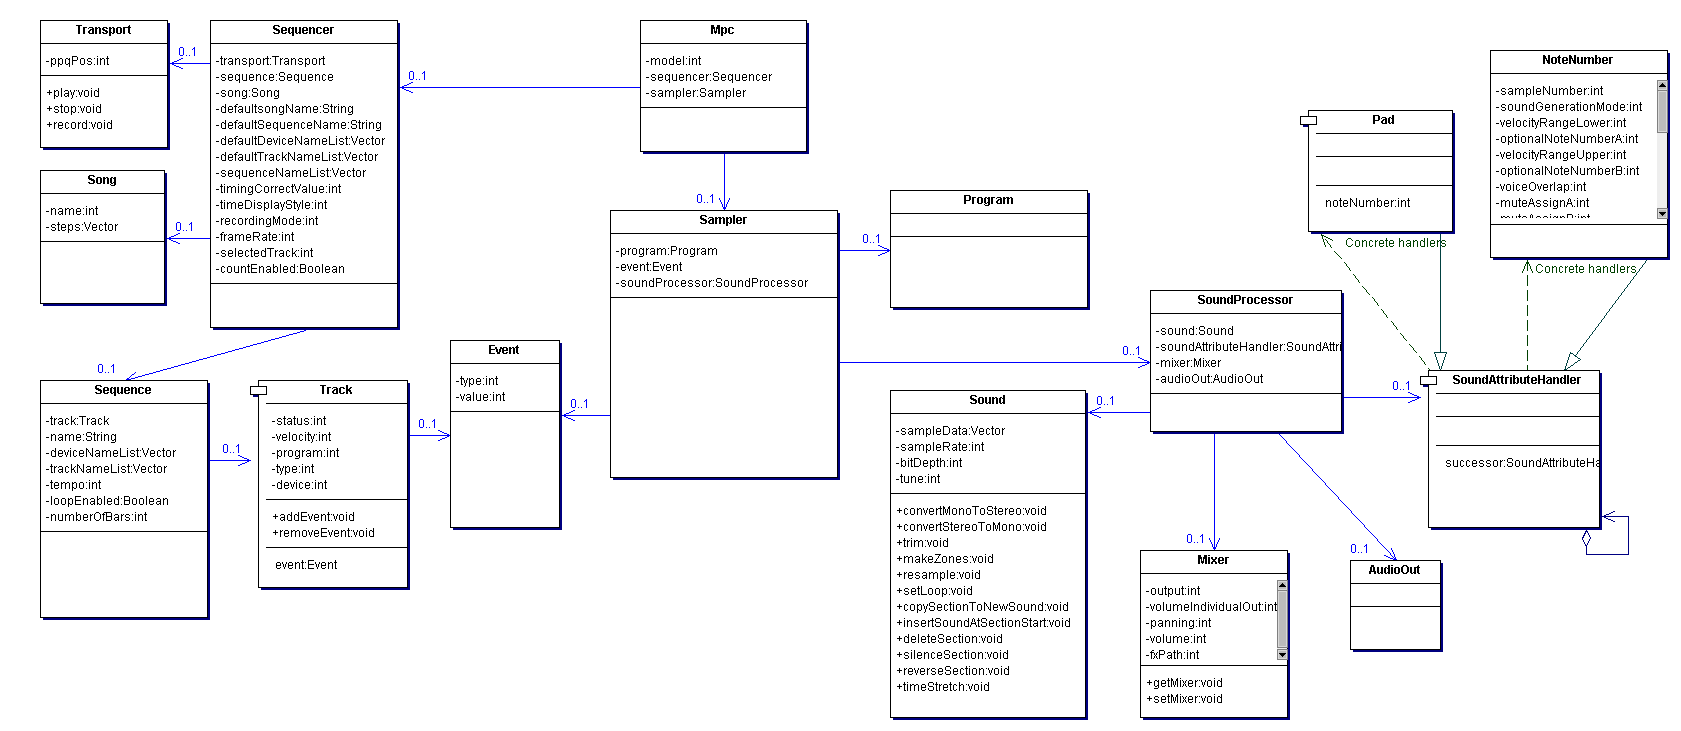 Transport
-ppqPos:int
+play:void
+stop:void
+record:void
0..1
Sequencer
-transport:Transport
-sequence:Sequence
-song:Song
-defaultsongName:String
-defaultSequenceName:String
-defaultDeviceNameList:Vector
-defaultTrackNameList:Vector
-sequenceNameList:Vector
-timingCorrectValue:int
-timeDisplayStyle:int
-recordingMode:int
-frameRate:int
-selectedTrack:int
-countEnabled:Boolean
0..1
Mpc
-model:int
-sequencer:Sequencer
-sampler:Sampler
0..1
Song
-name:int
-steps:Vector
0..1
0..1
Sequence
-track:Track
-name:String
-deviceNameList:Vector
-trackNameList:Vector
-tempo:int
-loopEnabled:Boolean
-numberOfBars:int
0..1
Track
-status:int
-velocity:int
-program:int
-type:int
-device:int
+addEvent:void
+removeEvent:void
event:Event
0..1
Event
-type:int
-value:int
0..1
Sampler
-program:Program
-event:Event
-soundProcessor:SoundProcessor
0..1
Program
0..1
SoundProcessor
-sound:Sound
-soundAttributeHandler:SoundAttri
-mixer:Mixer
-audioOut:AudioOut
0..1
Sound
-sampleData:Vector
-sampleRate:int
-bitDepth:int
-tune:int
+convertMonoToStereo:void
+convertStereoToMono:void
+trim:void
+makeZones:void
+resample:void
+setLoop:void
+copySectionToNewSound:void
+insertSoundAtSectionStart:void
+deleteSection:void
+silenceSection:void
+reverseSection:void
+timeStretch:void
0..1
Mixer
-output:int
-volumeIndividualOut:int
-panning:int
-volume:int
-fxPath:int
+getMixer:void
+setMixer:void
0..1
AudioOut
0..1
SoundAttributeHandler
successor:SoundAttributeHa
Pad
noteNumber:int
Concrete handlers
NoteNumber
-sampleNumber:int
-soundGenerationMode:int
-velocityRangeLower:int
-optionalNoteNumberA:int
-velocityRangeUpper:int
-optionalNoteNumberB:int
-voiceOverlap:int
-muteAssignA:int
-muteAssignB:int
Concrete handlers